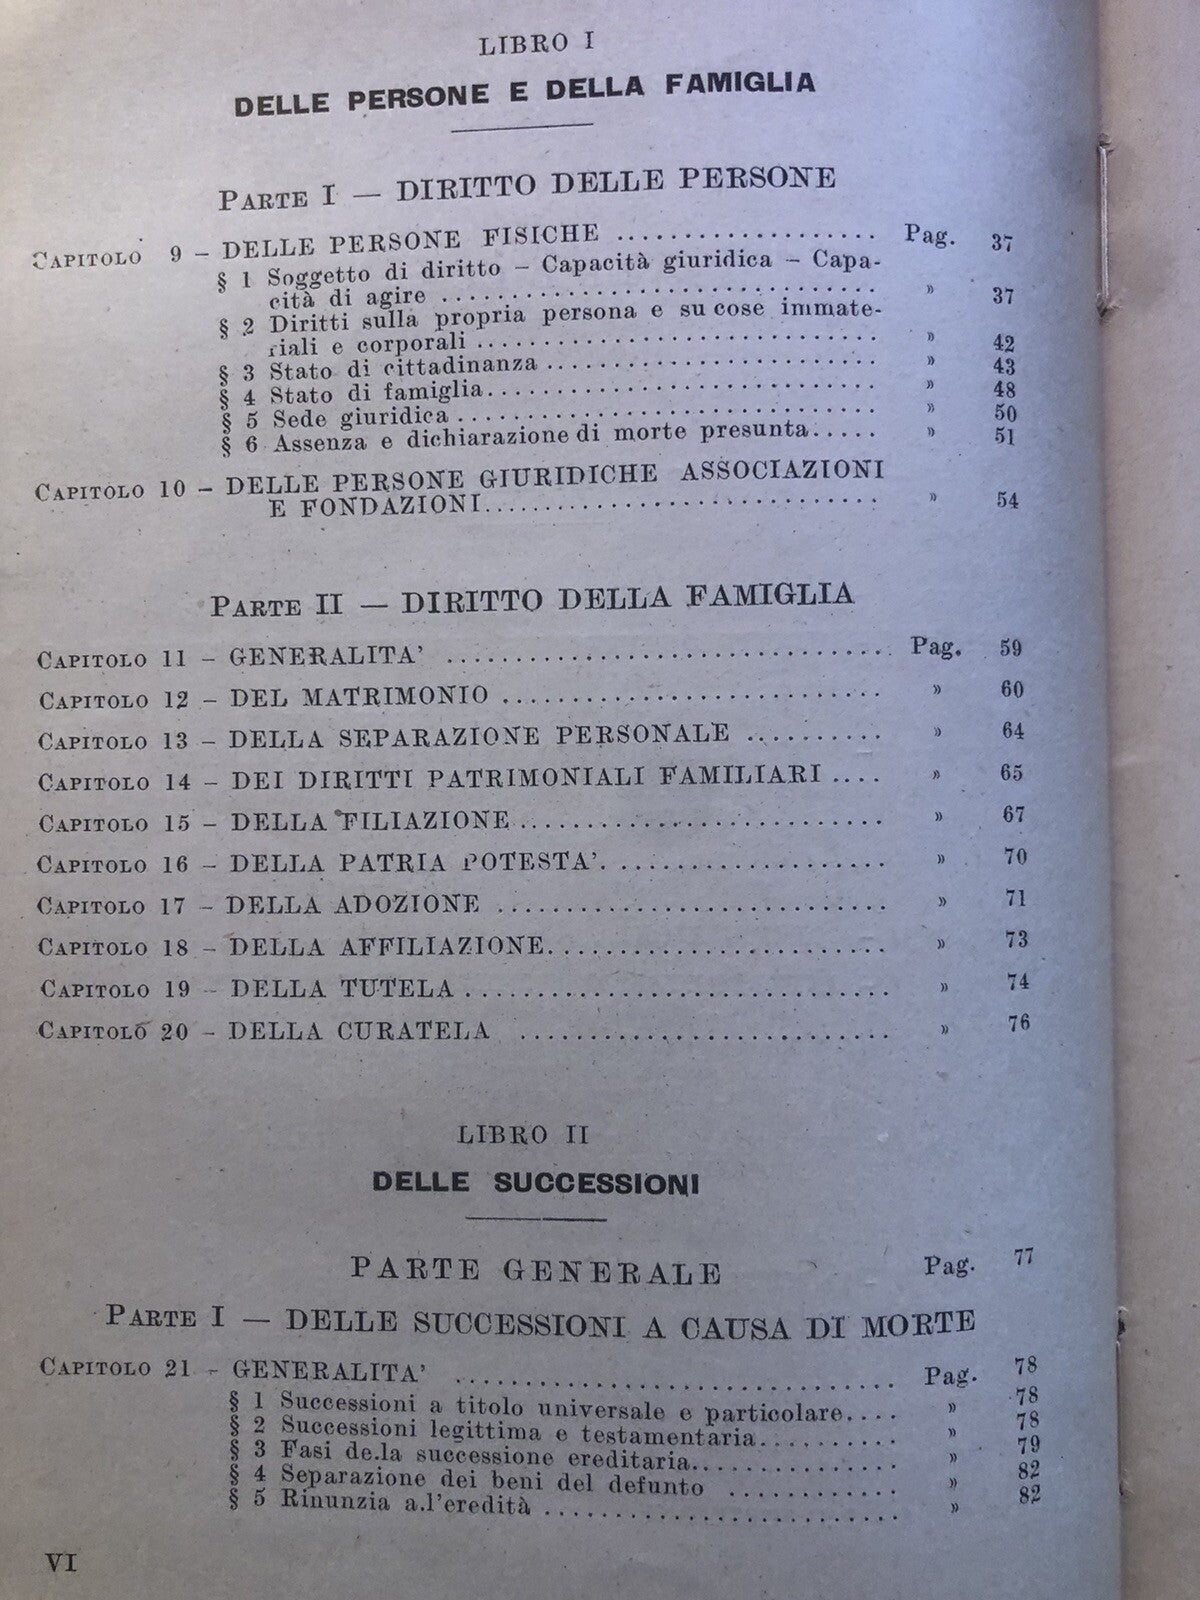 LIBRO I
DELLE PERSONE E DELLA FAMIGLIA
PARTE I — DIRITTO DELLE PERSONE
CAPITOLO 9 – DELLE PERSONE FISICHE .................... Pag. 37
§ 1 Soggetto di diritto – Capacità giuridica – Capa-
cità di agire ................................ » 37
§ 2 Diritti sulla propria persona e su cose immate-
riali e corporali ............................. » 42
§ 3 Stato di cittadinanza ........................ » 43
§ 4 Stato di famiglia ............................ » 48
§ 5 Sede giuridica ............................... » 50
§ 6 Assenza e dichiarazione di morte presunta ..... » 51
CAPITOLO 10 – DELLE PERSONE GIURIDICHE ASSOCIAZIONI
E FONDAZIONI ............................ » 54
PARTE II — DIRITTO DELLA FAMIGLIA
CAPITOLO 11 – GENERALITA' ................................ Pag. 59
CAPITOLO 12 – DEL MATRIMONIO ............................ » 60
CAPITOLO 13 – DELLA SEPARAZIONE PERSONALE .......... » 64
CAPITOLO 14 – DEI DIRITTI PATRIMONIALI FAMILIARI .... » 65
CAPITOLO 15 – DELLA FILIAZIONE ........................... » 67
CAPITOLO 16 – DELLA PATRIA POTESTA' ..................... » 70
CAPITOLO 17 – DELLA ADOZIONE ............................ » 71
CAPITOLO 18 – DELLA AFFILIAZIONE ......................... » 73
CAPITOLO 19 – DELLA TUTELA .............................. » 74
CAPITOLO 20 – DELLA CURATELA ........................... » 76
LIBRO II
DELLE SUCCESSIONI
PARTE GENERALE Pag. 77
PARTE I — DELLE SUCCESSIONI A CAUSA DI MORTE
CAPITOLO 21 – GENERALITA' ................................ Pag. 78
§ 1 Successioni a titolo universale e particolare .... » 78
§ 2 Successioni legittima e testamentaria .......... » 78
§ 3 Fasi de.la successione ereditaria ............... » 79
§ 4 Separazione dei beni del defunto ............ » 82
§ 5 Rinunzia a.l'eredità .......................... » 82
VI